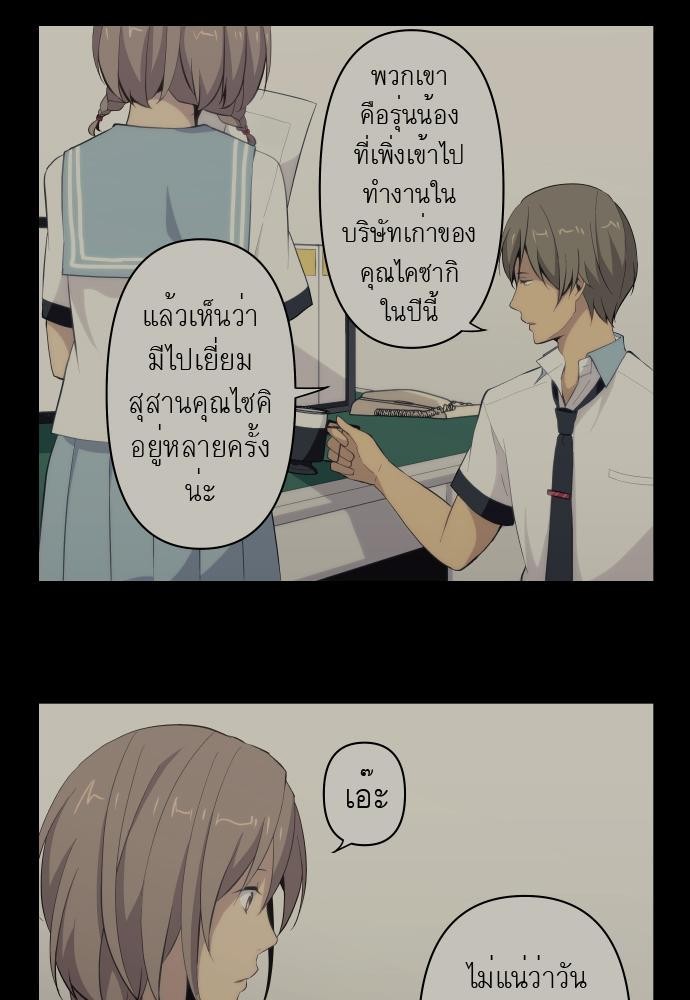 พวกเขา
คือรุ่นน้อง
ที่เพิ่งเข้าไป
ทำงานใน
บริษัทเก่าของ
คุณไคซากิ
ในปีนี้
แล้วเห็นว่า
มีไปเยี่ยม
สุสานคุณไซคิ
อยู่หลายครั้ง
น่ะ
เอ๊ะ
ไม่แน่ว่าวัน